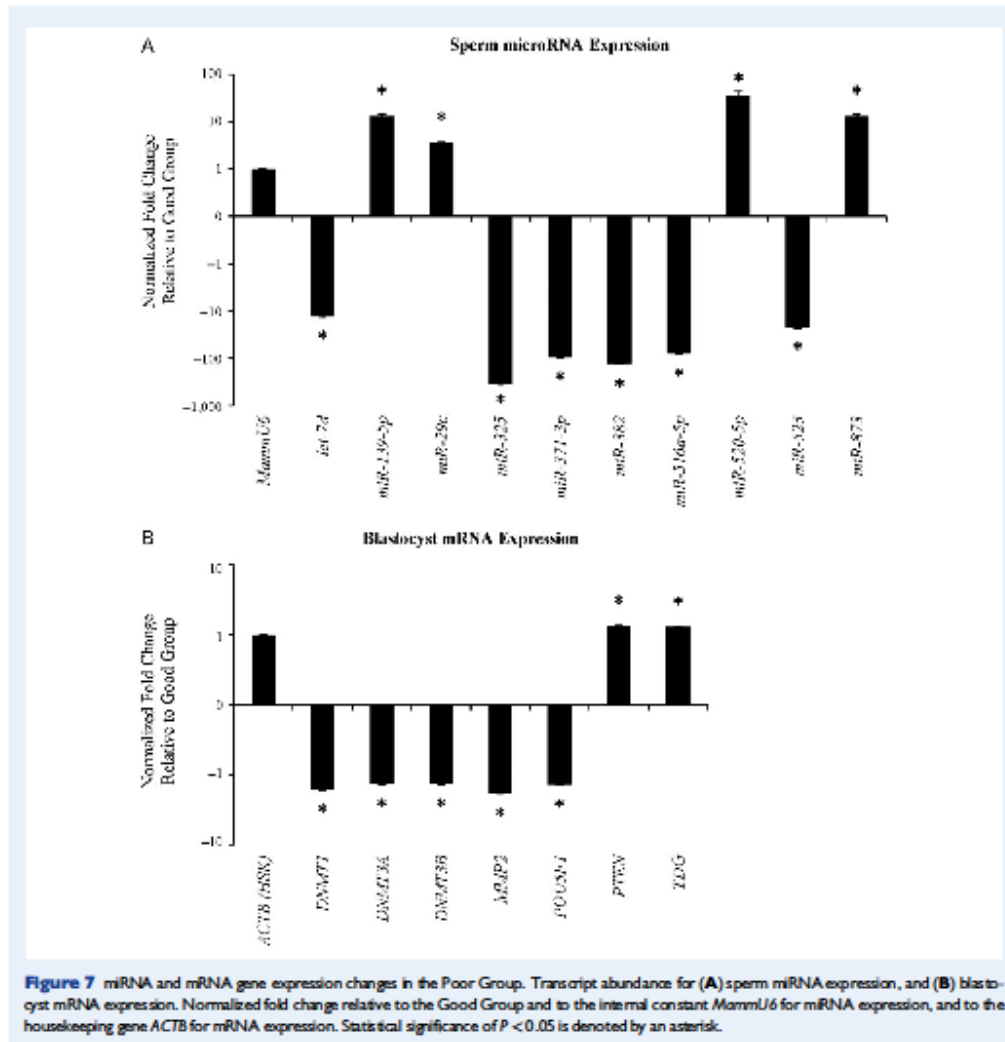 A
Sperm microRNA Expression
Normalized Fold Change
Relative to Good Group
100
10
1
0
-1
-10
-100
-1,000
*
*
*
*
*
*
*
*
*
*
MammU6
let-7d
miR-139-5p
miR-29c
miR-325
miR-371-3p
miR-382
miR-516a-5p
miR-520-5p
miR-525
miR-873
B
Blastocyst mRNA Expression
Normalized Fold Change
Relative to Good Group
10
1
0
-1
-10
*
*
*
*
*
*
*
ACTB (HSK)
DNMT1
DNMT3A
DNMT3B
MMP2
POU5F1
PTEN
TDG
Figure 7 miRNA and mRNA gene expression changes in the Poor Group. Transcript abundance for (A) sperm miRNA expression, and (B) blasto-
cyst mRNA expression. Normalized fold change relative to the Good Group and to the internal constant MammU6 for miRNA expression, and to the
housekeeping gene ACTB for mRNA expression. Statistical significance of P < 0.05 is denoted by an asterisk.